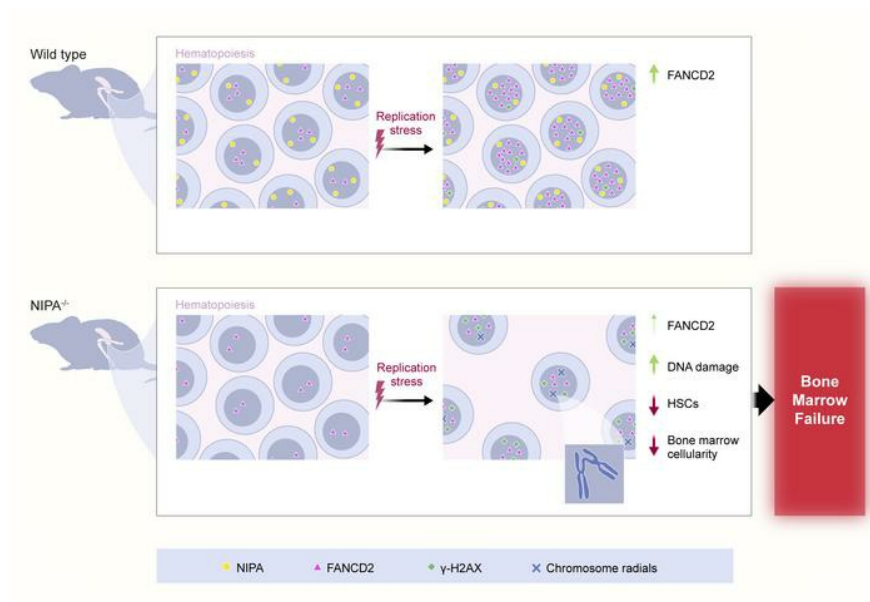 Wild type
Hematopoiesis
Replication
stress
FANCD2
NIPA-/-
Hematopoiesis
Replication
stress
FANCD2
DNA damage
HSCs
Bone marrow
cellularity
Bone
Marrow
Failure
NIPA
FANCD2
γ-H2AX
Chromosome radials